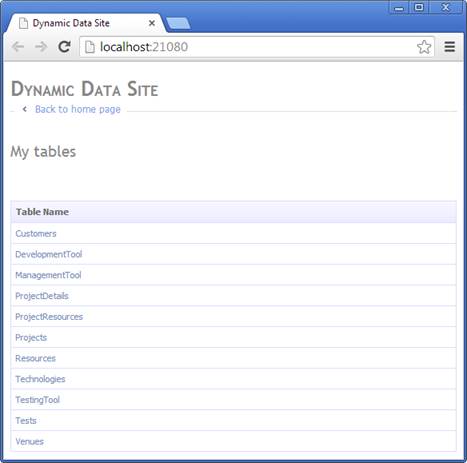 Dynamic Data Site
localhost:21080
Dynamic Data Site
Back to home page
My tables
Table Name
Customers
DevelopmentTool
ManagementTool
ProjectDetails
ProjectResources
Projects
Resources
Technologies
TestingTool
Tests
Venues